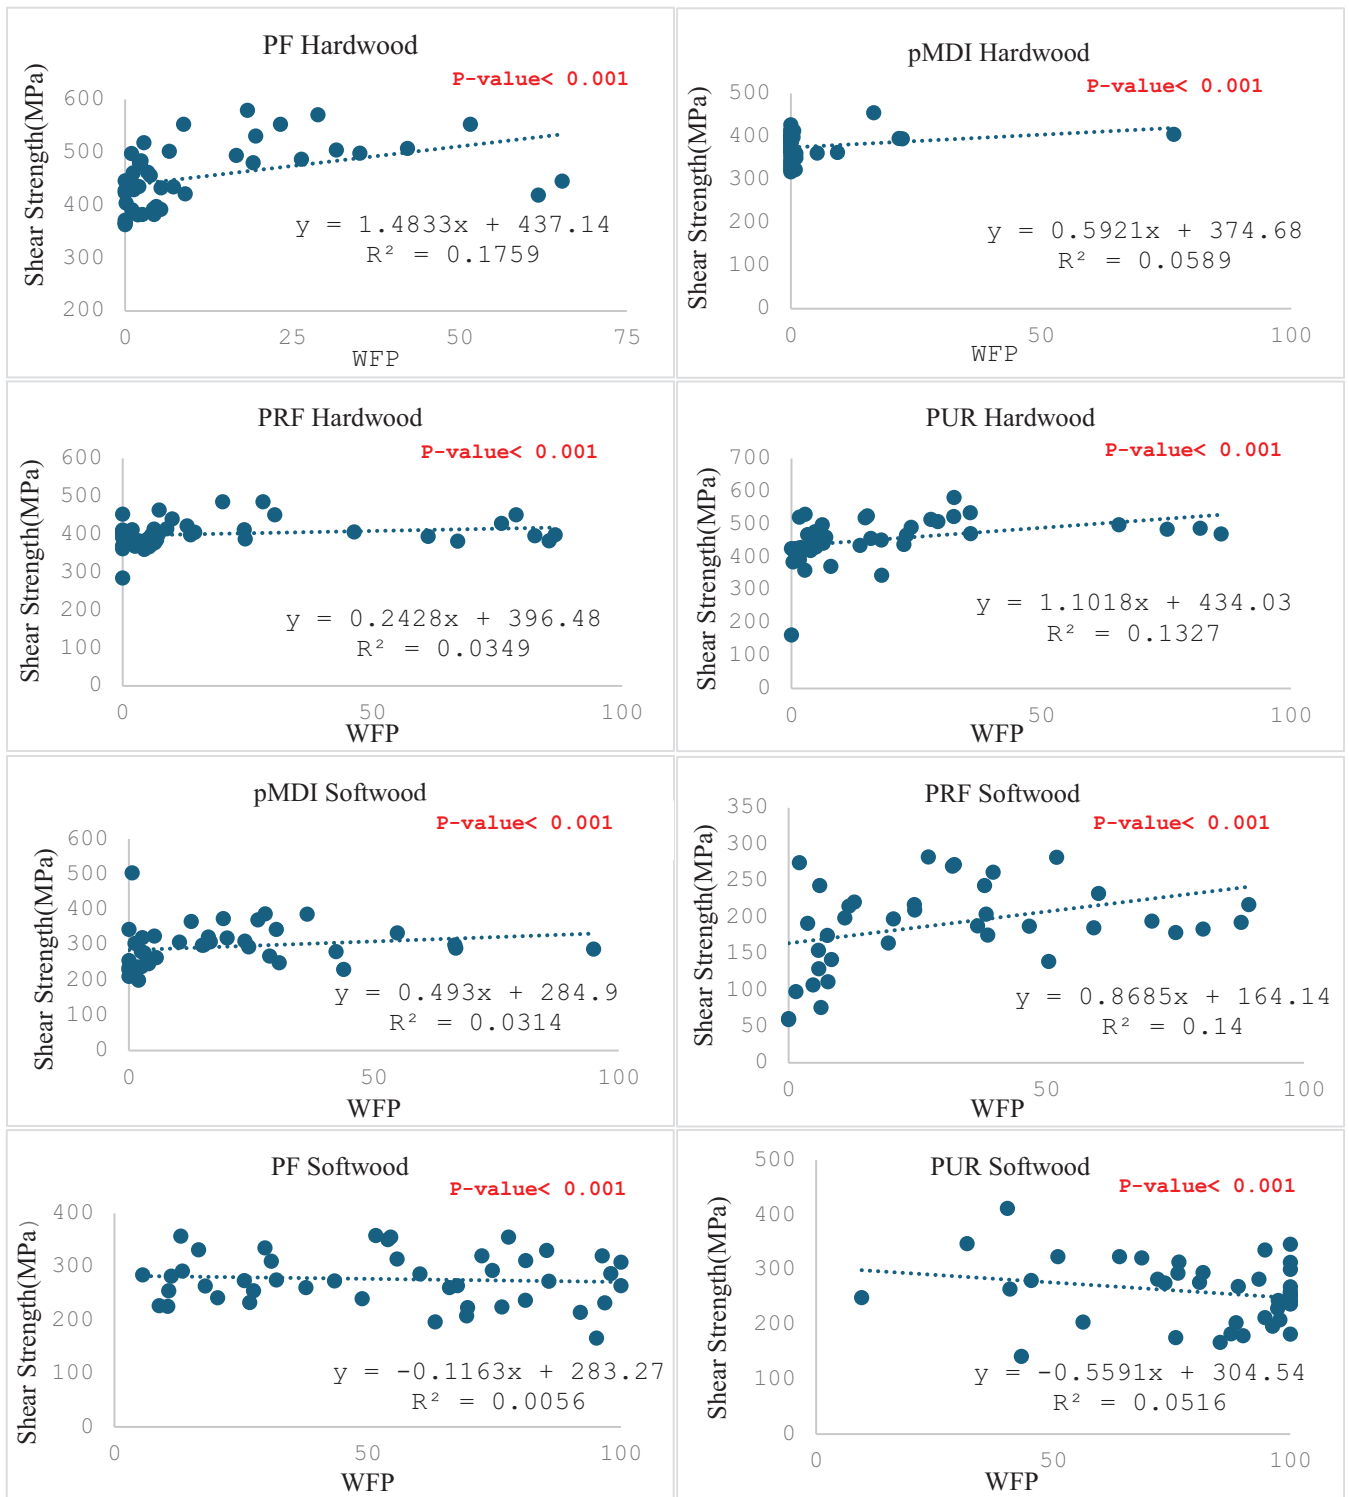 PF Hardwood
P-value< 0.001
Shear Strength(MPa)
600
500
400
300
200
y = 1.4833x + 437.14
R² = 0.1759
0 25 50 75
WFP
pMDI Hardwood
P-value< 0.001
Shear Strength(MPa)
500
400
300
200
100
0
y = 0.5921x + 374.68
R² = 0.0589
0 50 100
WFP
PRF Hardwood
P-value< 0.001
Shear Strength(MPa)
600
500
400
300
200
100
0
y = 0.2428x + 396.48
R² = 0.0349
0 50 100
WFP
PUR Hardwood
P-value< 0.001
Shear Strength(MPa)
700
600
500
400
300
200
100
0
y = 1.1018x + 434.03
R² = 0.1327
0 50 100
WFP
pMDI Softwood
P-value< 0.001
Shear Strength(MPa)
600
500
400
300
200
100
0
y = 0.493x + 284.9
R² = 0.0314
0 50 100
WFP
PRF Softwood
P-value< 0.001
Shear Strength(MPa)
350
300
250
200
150
100
50
0
y = 0.8685x + 164.14
R² = 0.14
0 50 100
WFP
PF Softwood
P-value< 0.001
Shear Strength(MPa)
400
300
200
100
0
y = -0.1163x + 283.27
R² = 0.0056
0 50 100
WFP
PUR Softwood
P-value< 0.001
Shear Strength(MPa)
500
400
300
200
100
0
y = -0.5591x + 304.54
R² = 0.0516
0 50 100
WFP